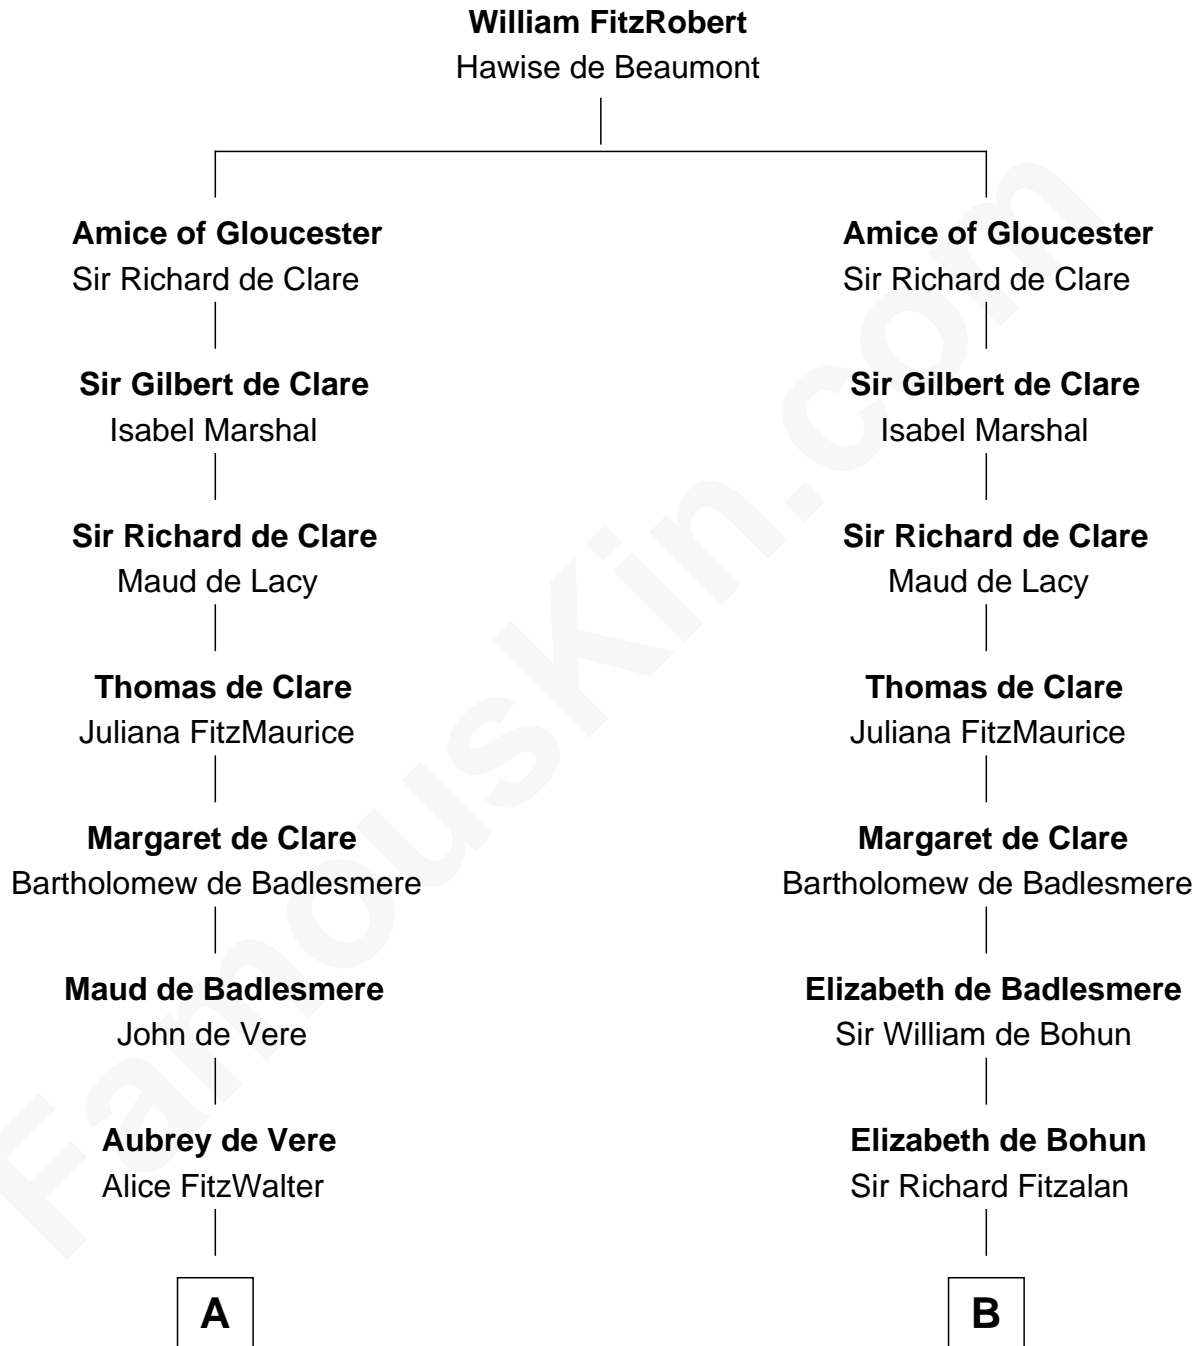 William FitzRobert
Hawise de Beaumont
Amice of Gloucester
Sir Richard de Clare
Amice of Gloucester
Sir Richard de Clare
Sir Gilbert de Clare
Isabel Marshal
Sir Gilbert de Clare
Isabel Marshal
Sir Richard de Clare
Maud de Lacy
Sir Richard de Clare
Maud de Lacy
Thomas de Clare
Juliana FitzMaurice
Thomas de Clare
Juliana FitzMaurice
Margaret de Clare
Bartholomew de Badlesmere
Margaret de Clare
Bartholomew de Badlesmere
Maud de Badlesmere
John de Vere
Elizabeth de Badlesmere
Sir William de Bohun
Aubrey de Vere
Alice FitzWalter
Elizabeth de Bohun
Sir Richard Fitzalan
A
B
FamousKin.com